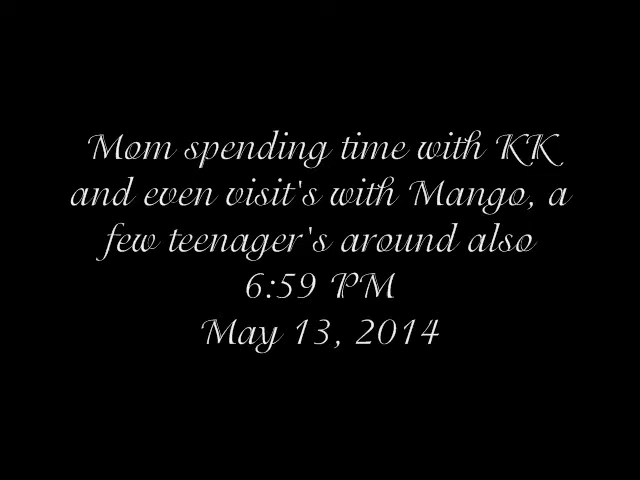 Mom spending time with KK
and even visit's with Mango, a
few teenager's around also
6:59 PM
May 13, 2014